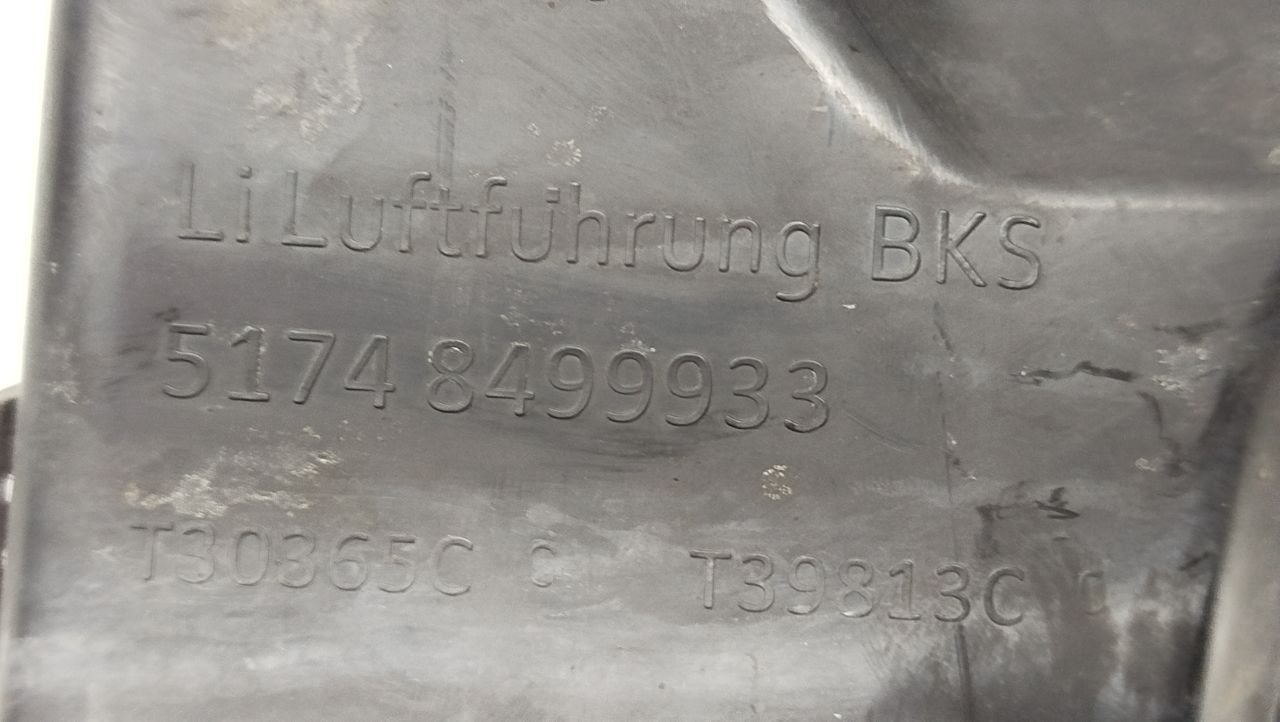 Li Luftführung BKS
5174 8499933
T30365C C T39813C